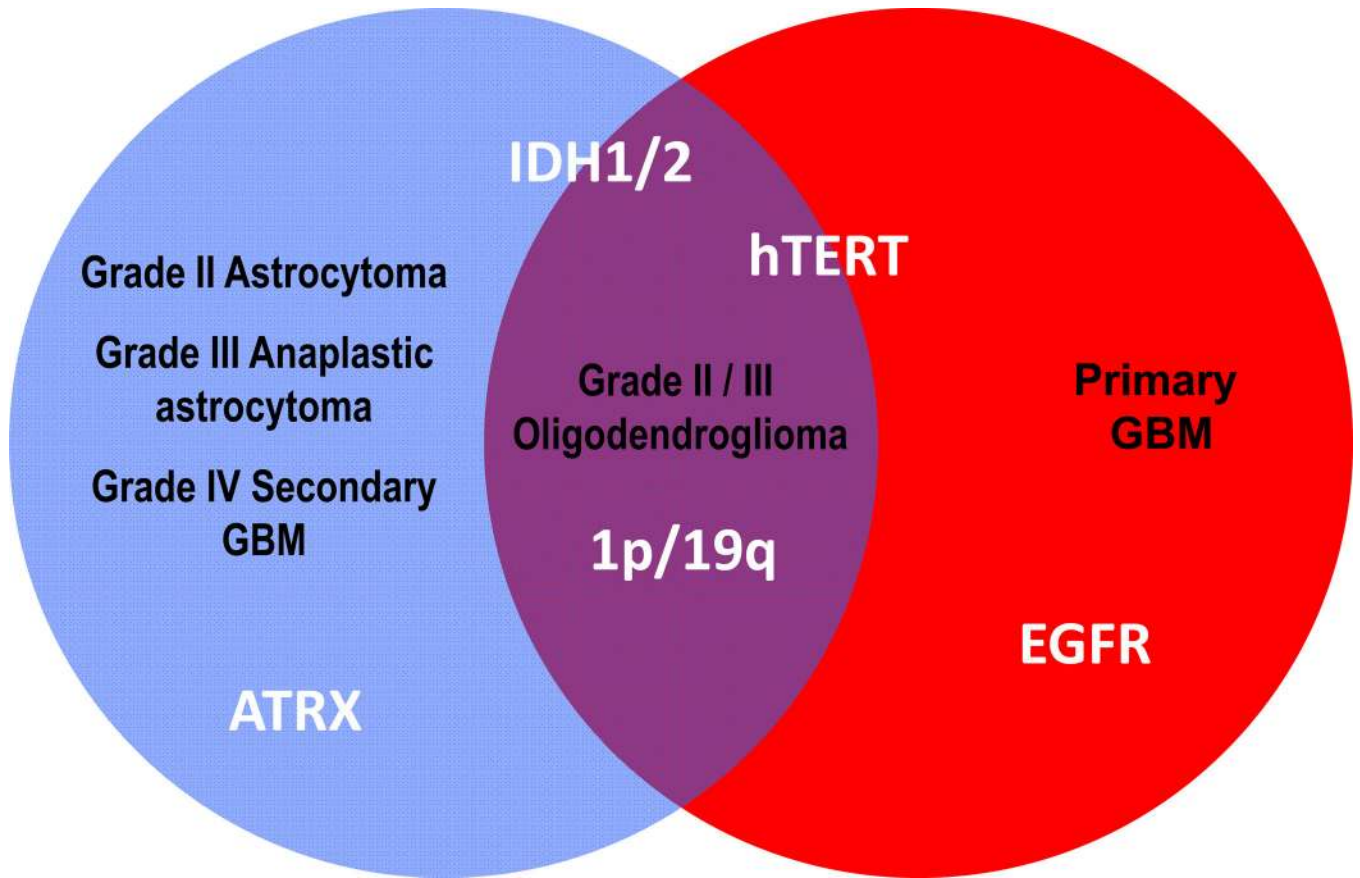 IDH1/2
hTERT
Grade II Astrocytoma
Grade III Anaplastic
astrocytoma
Grade IV Secondary
GBM
ATRX
Grade II / III
Oligodendroglioma
1p/19q
Primary
GBM
EGFR